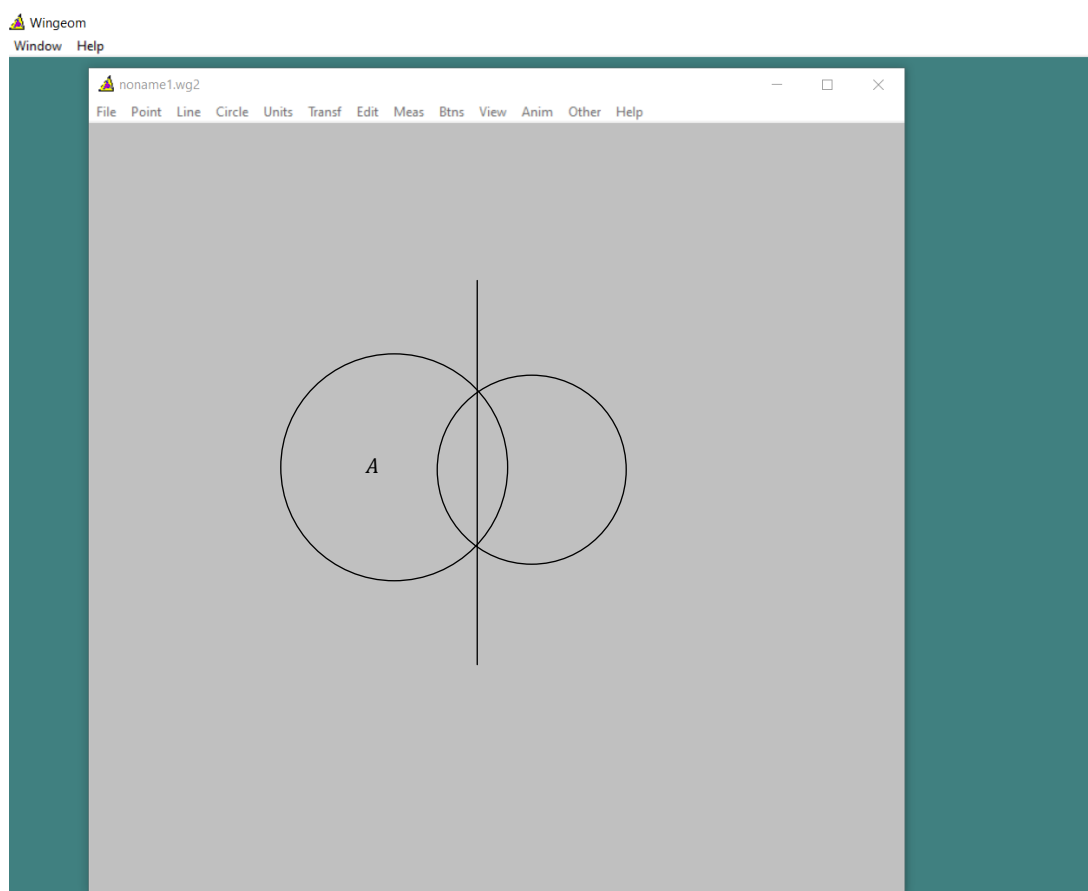 Wingeom
Window Help
noname1.wg2
File Point Line Circle Units Transf Edit Meas Btns View Anim Other Help
A